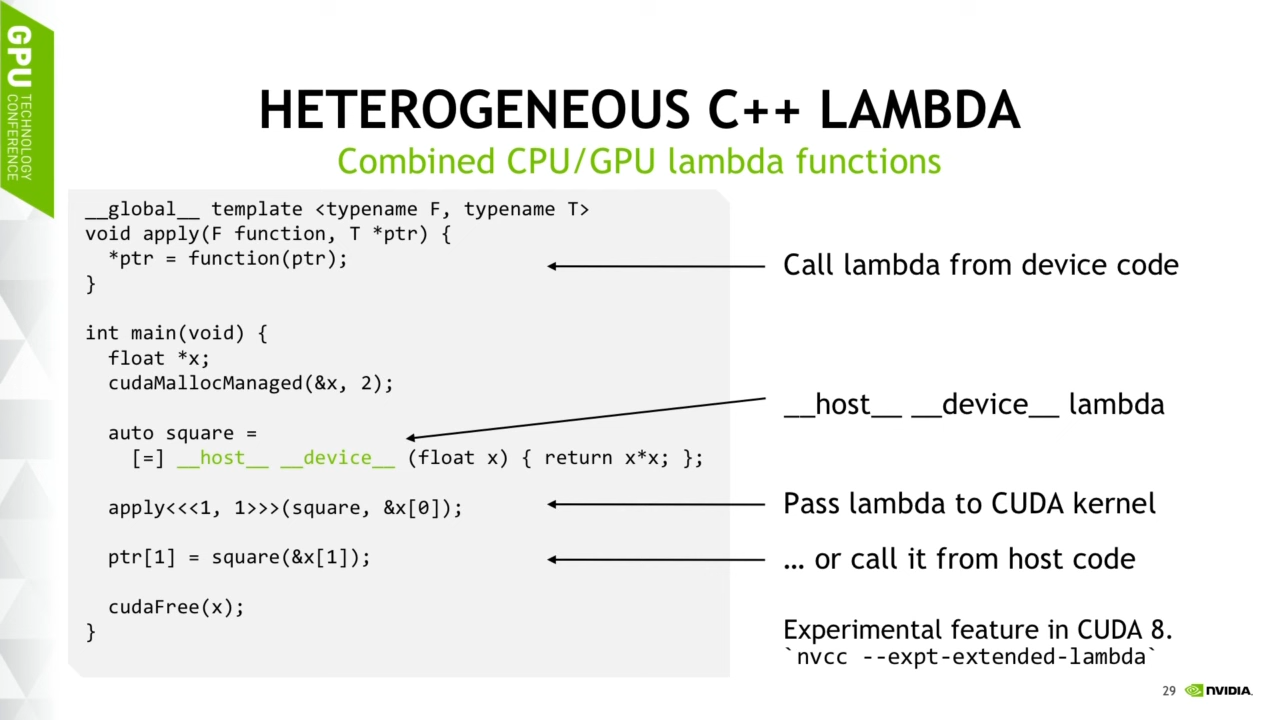 GPU
TECHNOLOGY
CONFERENCE
HETEROGENEOUS C++ LAMBDA
Combined CPU/GPU lambda functions
__global__ template <typename F, typename T>
void apply(F function, T *ptr) {
  *ptr = function(ptr);
}
int main(void) {
  float *x;
  cudaMallocManaged(&x, 2);
  auto square =
    [=] __host__ __device__ (float x) { return x*x; };
  apply<<<1, 1>>>(square, &x[0]);
  ptr[1] = square(&x[1]);
  cudaFree(x);
}
Call lambda from device code
__host__ __device__ lambda
Pass lambda to CUDA kernel
… or call it from host code
Experimental feature in CUDA 8.
`nvcc --expt-extended-lambda`
29 NVIDIA.